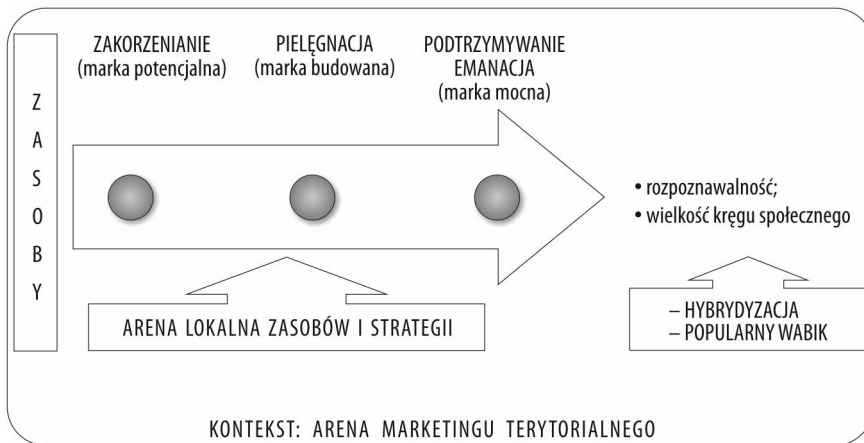 ZASOBY
ZAKORZENIANIE
(marka potencjalna)
PIELĘGNACJA
(marka budowana)
PODTRZYMYWANIE
EMANACJA
(marka mocna)
• rozpoznawalność;
• wielkość kręgu społecznego
ARENA LOKALNA ZASOBÓW I STRATEGII
– HYBRYDYZACJA
– POPULARNY WABIK
KONTEKST: ARENA MARKETINGU TERYTORIALNEGO